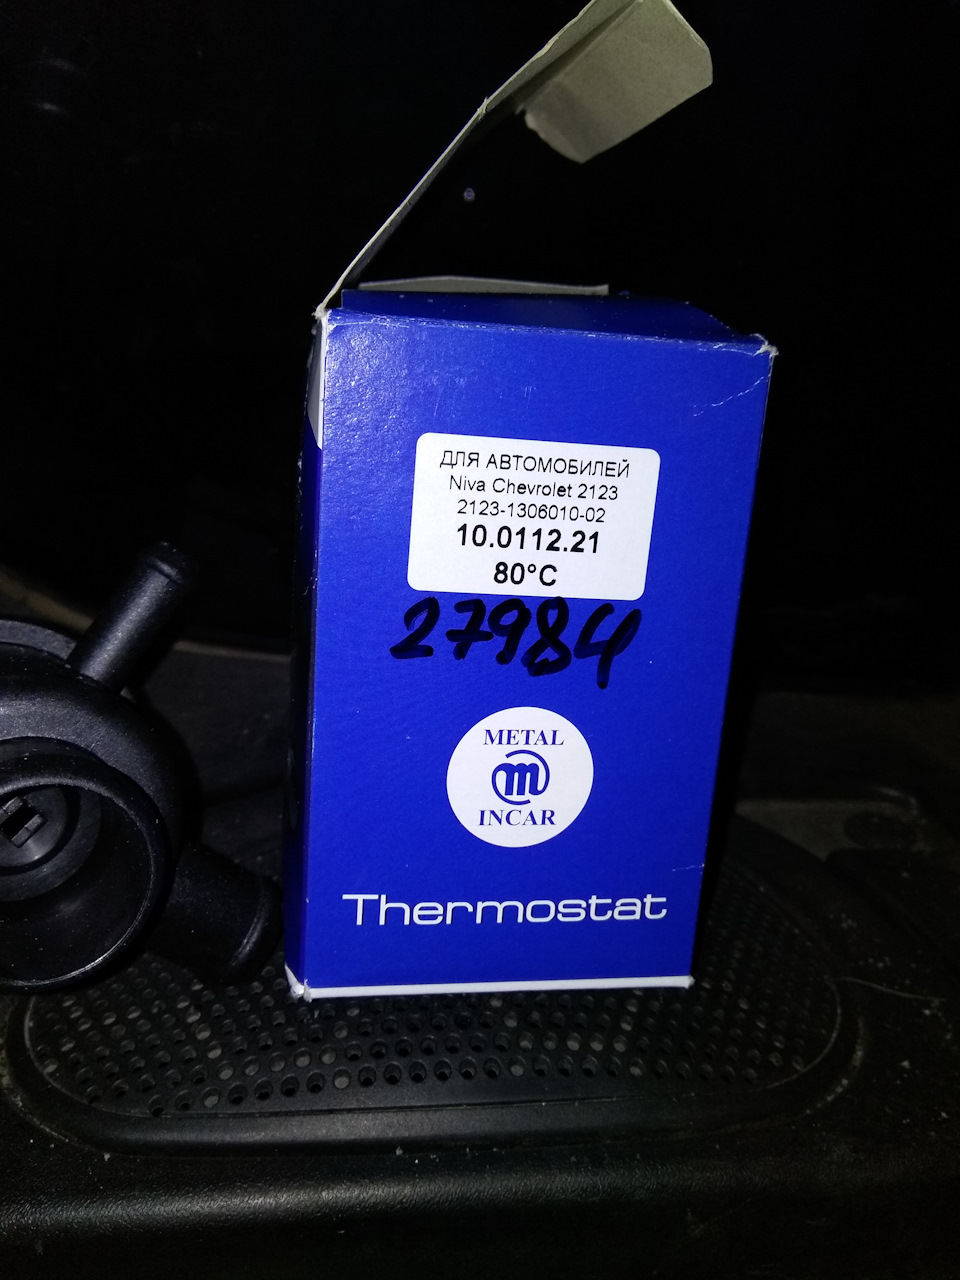 ДЛЯ АВТОМОБИЛЕЙ
Niva Chevrolet 2123
2123-1306010-02
10.0112.21
80°C
27984
METAL
m
INCAR
Thermostat